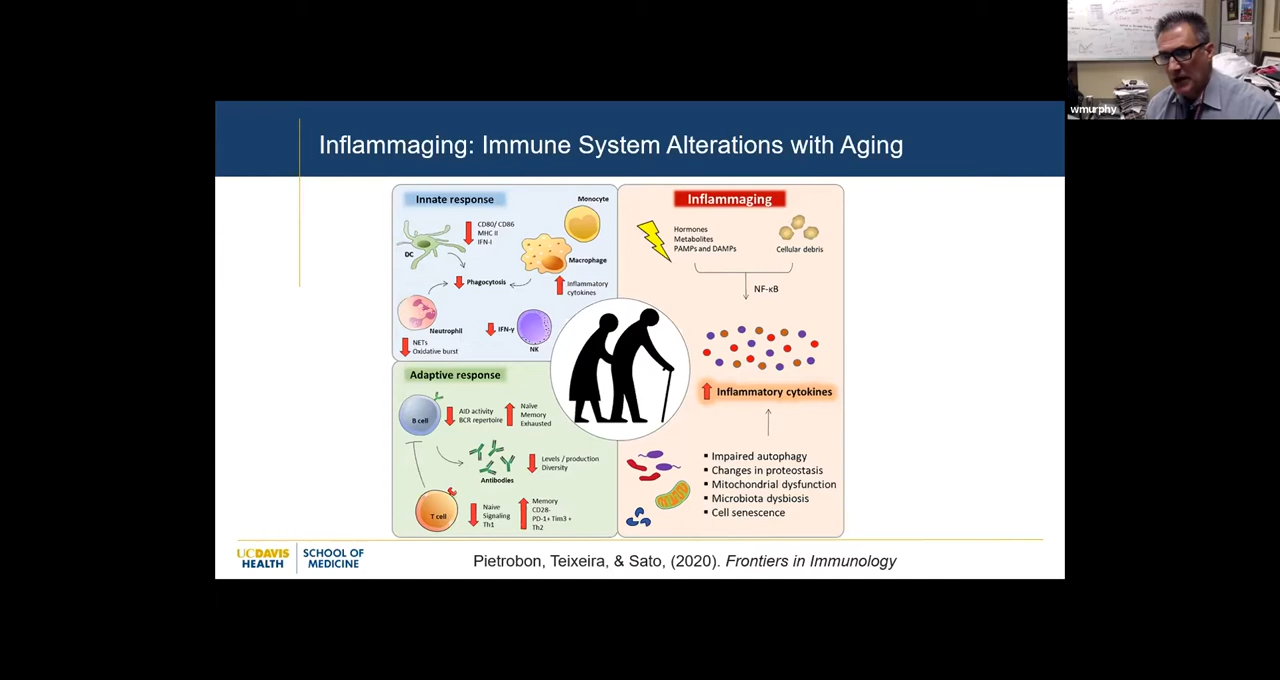 wmurphy
Inflammaging: Immune System Alterations with Aging
Innate response
Monocyte
CD80/ CD86
MHC II
IFN-I
DC
Macrophage
Phagocytosis
Inflammatory
cytokines
Neutrophil
IFN-γ
NK
NETs
Oxidative burst
Adaptive response
B cell
AID activity
BCR repertoire
Naïve
Memory
Exhausted
Antibodies
Levels / production
Diversity
T cell
Naïve
Signaling
Th1
Memory
CD28-
PD-1+ Tim3 +
Th2
Inflammaging
Hormones
Metabolites
PAMPs and DAMPs
Cellular debris
NF-κB
Inflammatory cytokines
▪ Impaired autophagy
▪ Changes in proteostasis
▪ Mitochondrial dysfunction
▪ Microbiota dysbiosis
▪ Cell senescence
UCDAVIS
HEALTH
SCHOOL OF
MEDICINE
Pietrobon, Teixeira, & Sato, (2020). Frontiers in Immunology